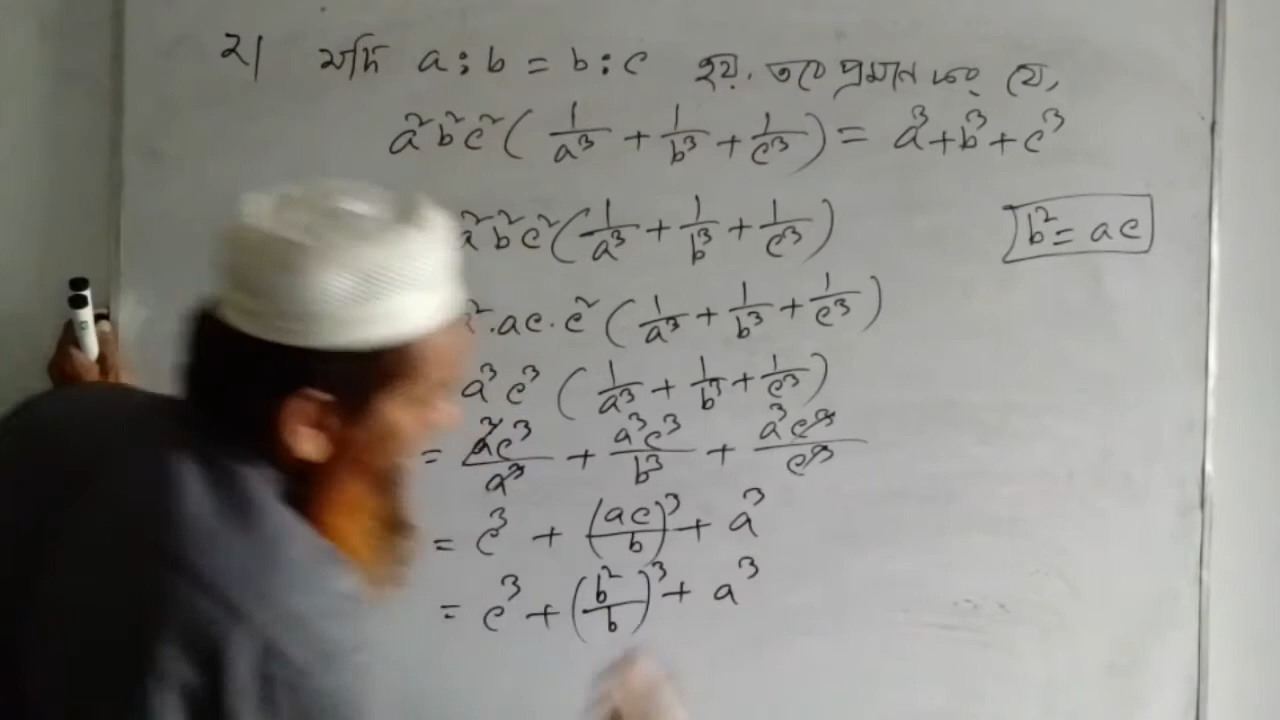 ২। যদি a : b = b : c হয়, তবে প্রমান কর যে,
a²b²c²(1/a³ + 1/b³ + 1/c³) = a³+b³+c³
a²b²c²(1/a³ + 1/b³ + 1/c³)
b² = ac
a².ac.c²(1/a³ + 1/b³ + 1/c³)
a³c³(1/a³ + 1/b³ + 1/c³)
= a³c³/a³ + a³c³/b³ + a³c³/c³
= c³ + (ac/b)³ + a³
= c³ + (b²/b)³ + a³